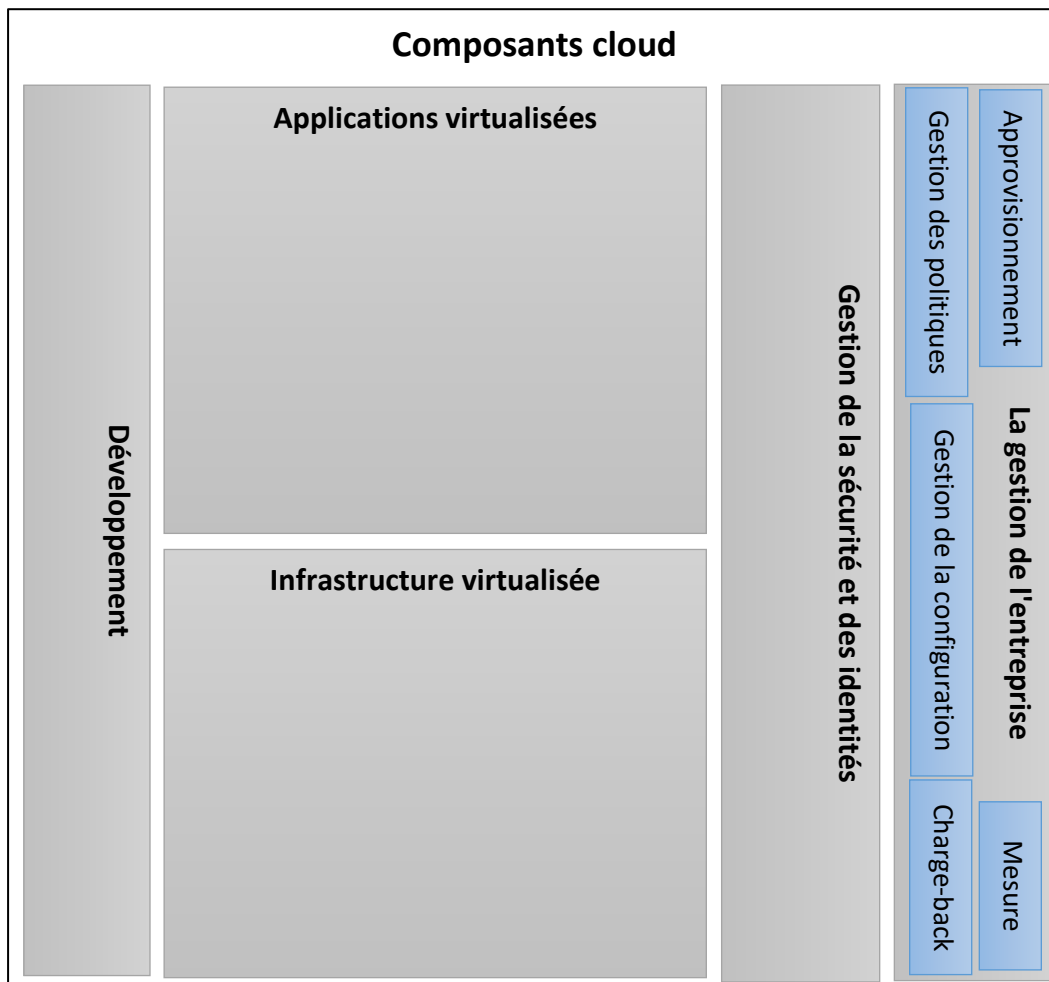 Composants cloud
Développement
Applications virtualisées
Infrastructure virtualisée
Gestion de la sécurité et des identités
Gestion des politiques
Gestion de la configuration
Charge-back
Approvisionnement
La gestion de l'entreprise
Mesure